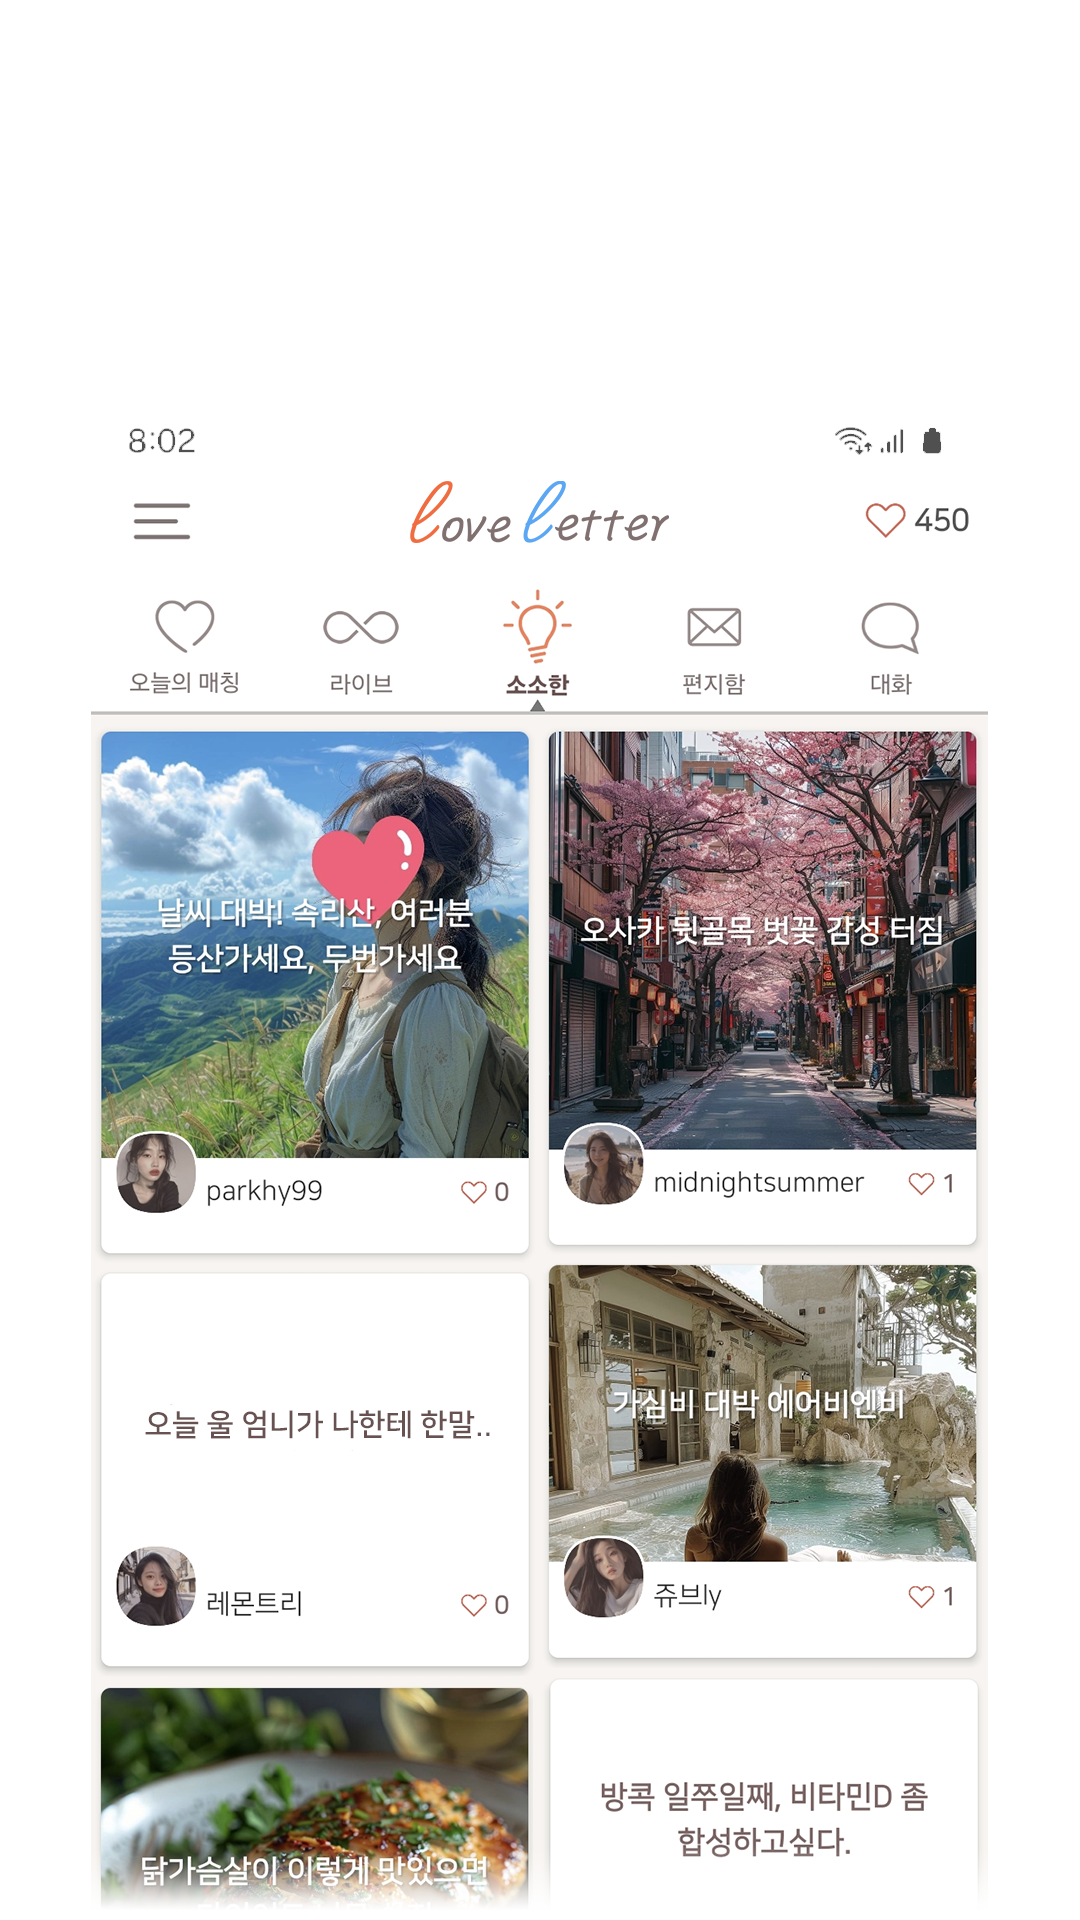 8:02
love letter
450
오늘의 매칭
라이브
소소한
편지함
대화
날씨 대박! 속리산, 여러분
등산가세요, 두번가세요
parkhy99
0
오사카 뒷골목 벚꽃 감성 터짐
midnightsummer
1
오늘 울 엄니가 나한테 한말..
레몬트리
0
가심비 대박 에어비엔비
쥬브ly
1
닭가슴살이 이렇게 맛있으면
방콕 일쭈일째, 비타민D 좀
합성하고싶다.